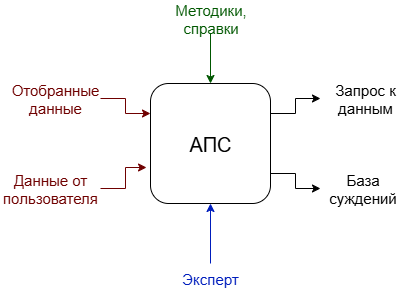 Методики,
справки
Отобранные
данные
Запрос к
данным
АПС
Данные от
пользователя
База
суждений
Эксперт